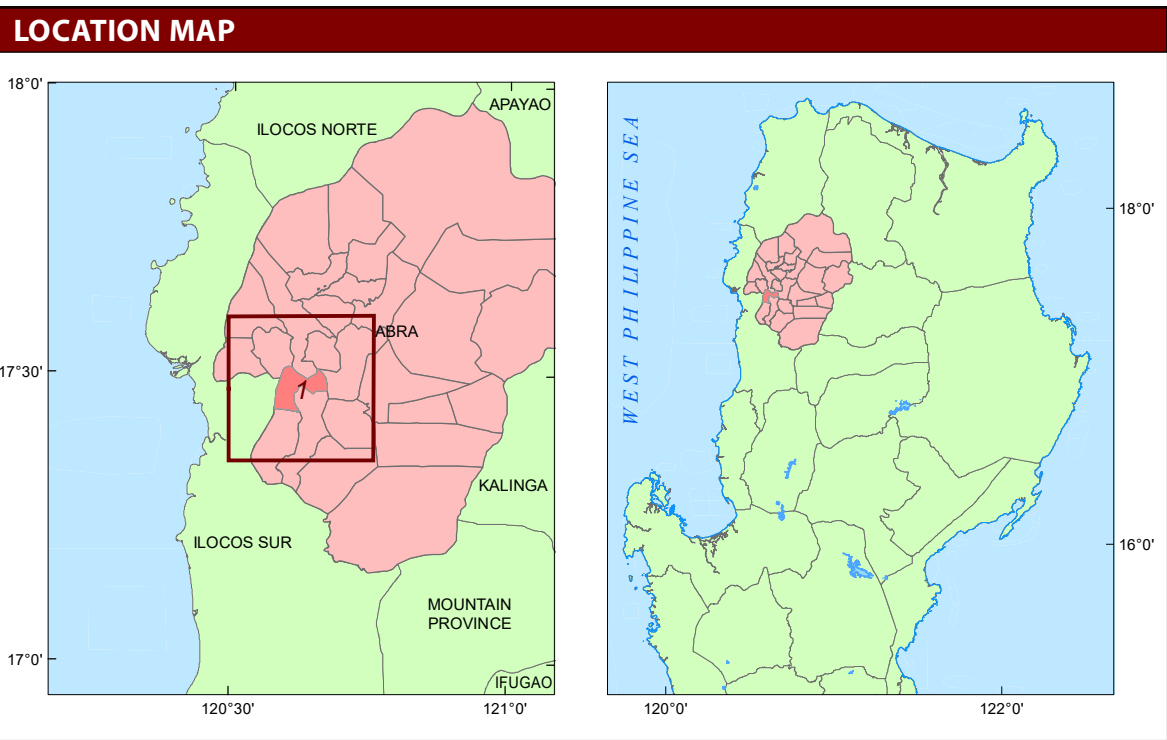 LOCATION MAP
18°0'
APAYAO
ILOCOS NORTE
ABRA
17°30'
1
KALINGA
ILOCOS SUR
MOUNTAIN
PROVINCE
17°0'
IFUGAO
120°30'
121°0'
WEST PHILIPPINE SEA
18°0'
16°0'
120°0'
122°0'